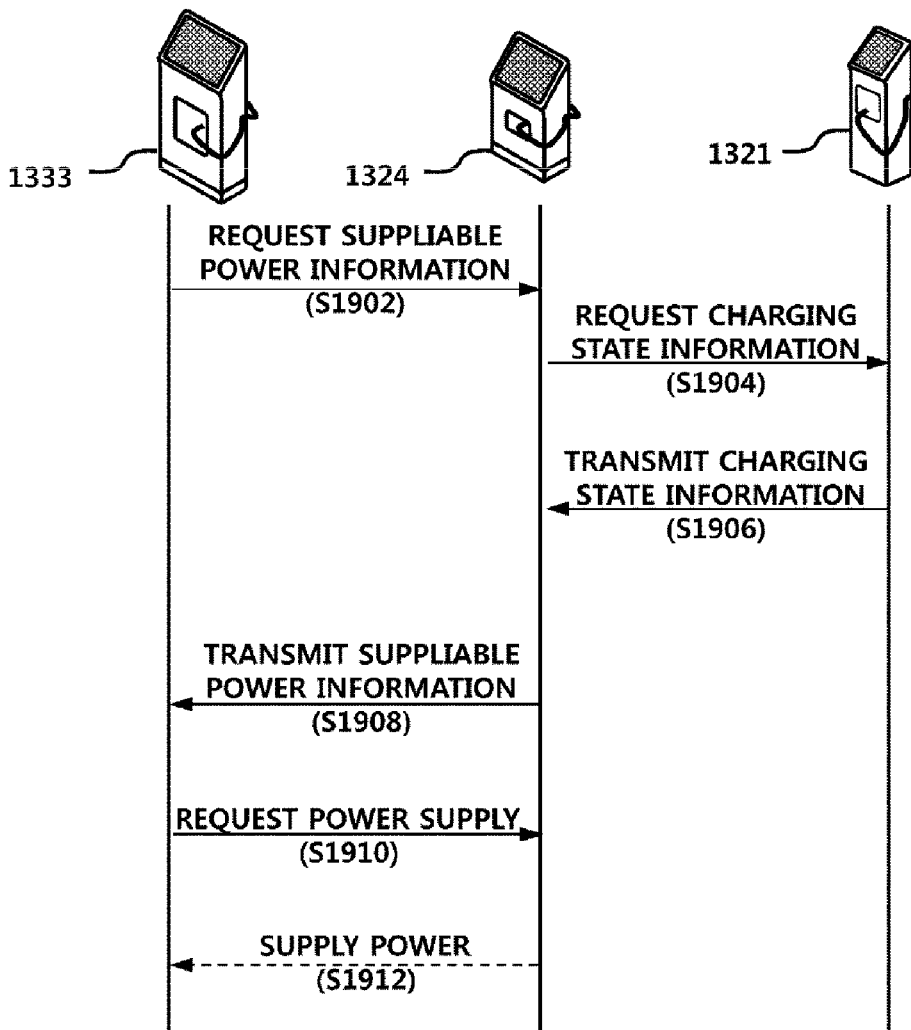 1333
1324
1321
REQUEST SUPPLIABLE
POWER INFORMATION
(S1902)
REQUEST CHARGING
STATE INFORMATION
(S1904)
TRANSMIT CHARGING
STATE INFORMATION
(S1906)
TRANSMIT SUPPLIABLE
POWER INFORMATION
(S1908)
REQUEST POWER SUPPLY
(S1910)
SUPPLY POWER
(S1912)